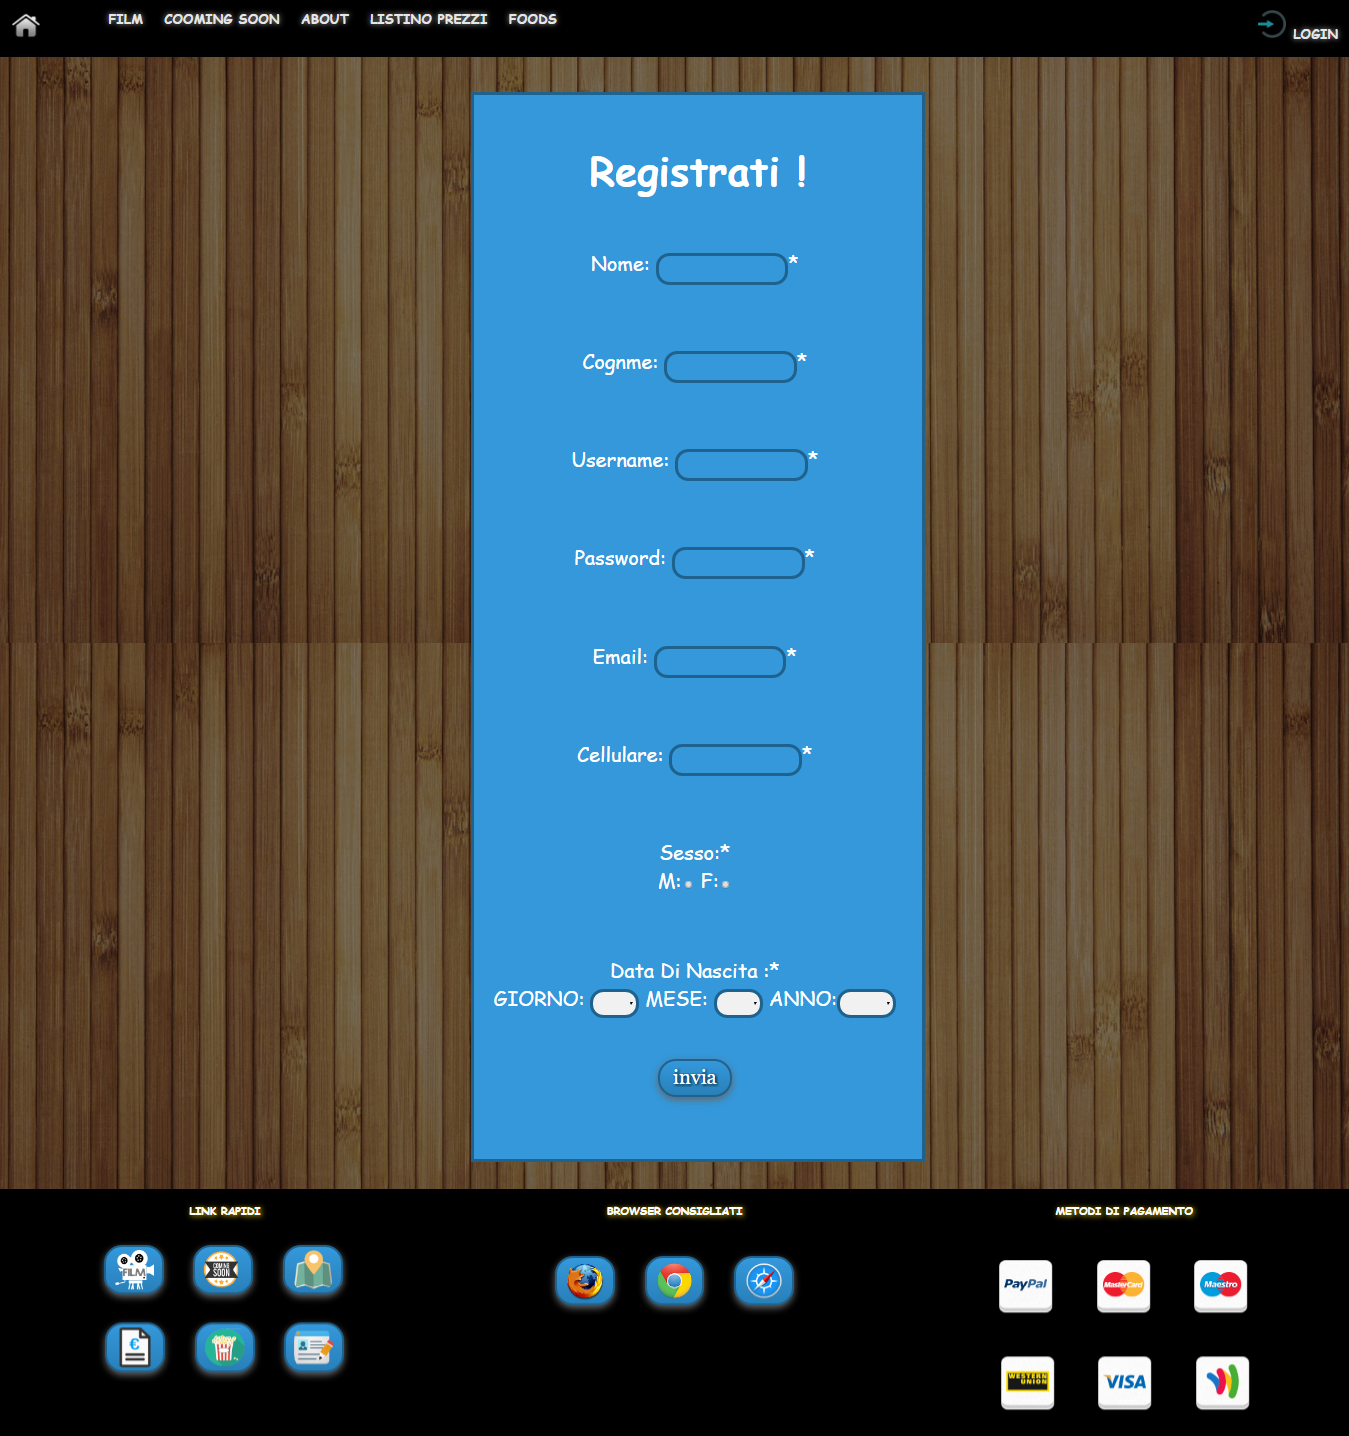 FILM COOMING SOON ABOUT LISTINO PREZZI FOODS LOGIN
Registrati !
Nome: *
Cognme: *
Username: *
Password: *
Email: *
Cellulare: *
Sesso:*
M: F:
Data Di Nascita :*
GIORNO: MESE: ANNO:
invia
LINK RAPIDI BROWSER CONSIGLIATI METODI DI PAGAMENTO
FILM COMING SOON
PayPal MasterCard Maestro
€
WESTERN UNION VISA